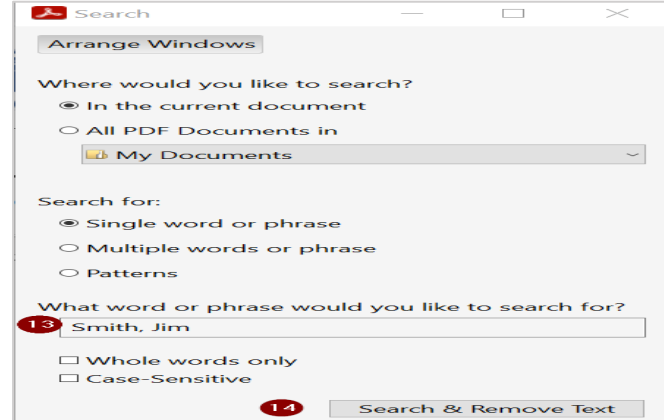 Search
Arrange Windows
Where would you like to search?
In the current document
All PDF Documents in
My Documents
Search for:
Single word or phrase
Multiple words or phrase
Patterns
What word or phrase would you like to search for?
13 Smith, Jim
Whole words only
Case-Sensitive
14 Search & Remove Text